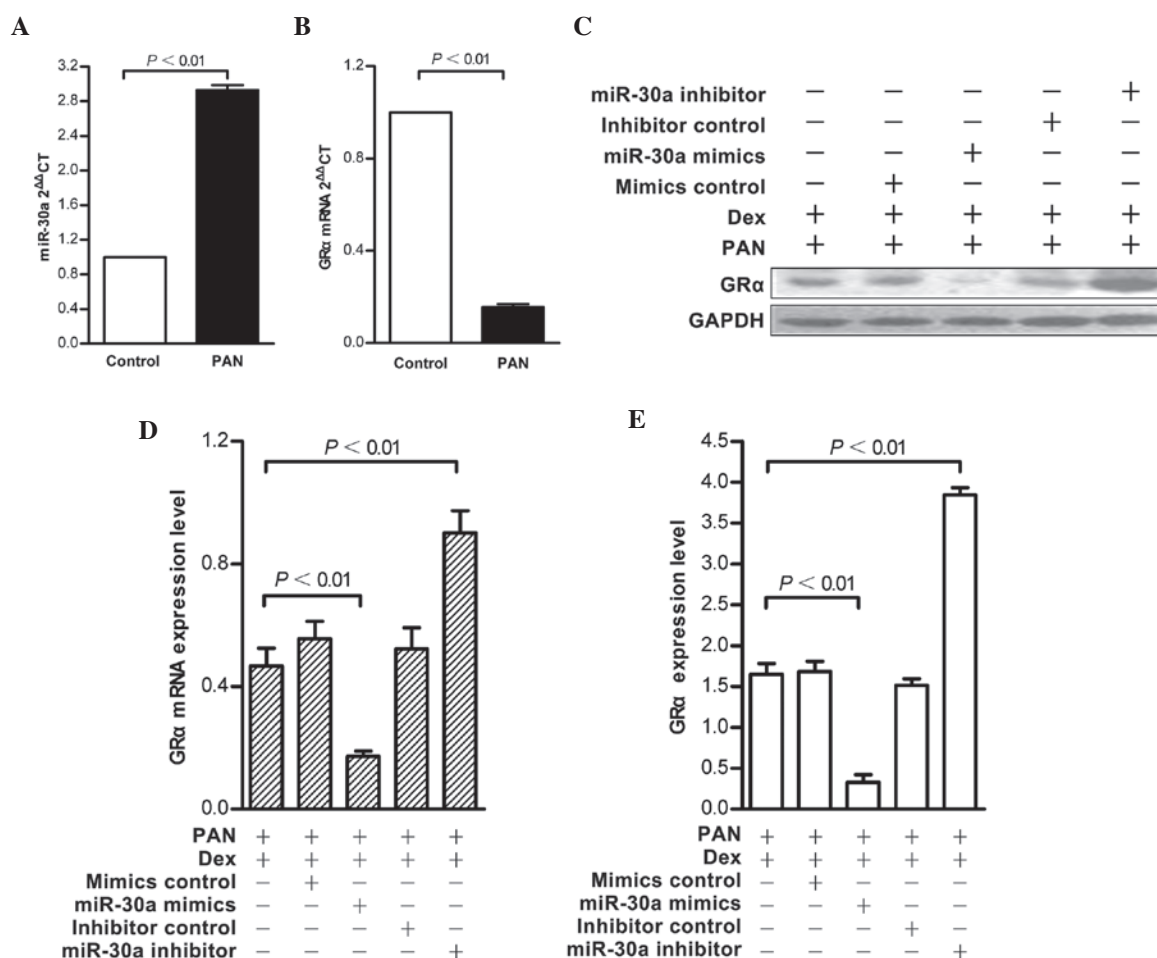 A
P < 0.01
3.2
2.8
2.4
2.0
1.6
1.2
0.8
0.4
0.0
miR-30a 2^ΔΔCT
Control PAN
B
P < 0.01
1.2
0.8
0.4
0.0
GRα mRNA 2^ΔΔCT
Control PAN
C
miR-30a inhibitor − − − − +
Inhibitor control − − − + −
miR-30a mimics − − + − −
Mimics control − + − − −
Dex + + + + +
PAN + + + + +
GRα
GAPDH
D
P < 0.01
P < 0.01
1.2
0.8
0.4
0.0
GRα mRNA expression level
PAN + + + + +
Dex + + + + +
Mimics control − + − − −
miR-30a mimics − − + − −
Inhibitor control − − − + −
miR-30a inhibitor − − − − +
E
P < 0.01
P < 0.01
4.5
4.0
3.5
3.0
2.5
2.0
1.5
1.0
0.5
0.0
GRα expression level
PAN + + + + +
Dex + + + + +
Mimics control − + − − −
miR-30a mimics − − + − −
Inhibitor control − − − + −
miR-30a inhibitor − − − − +